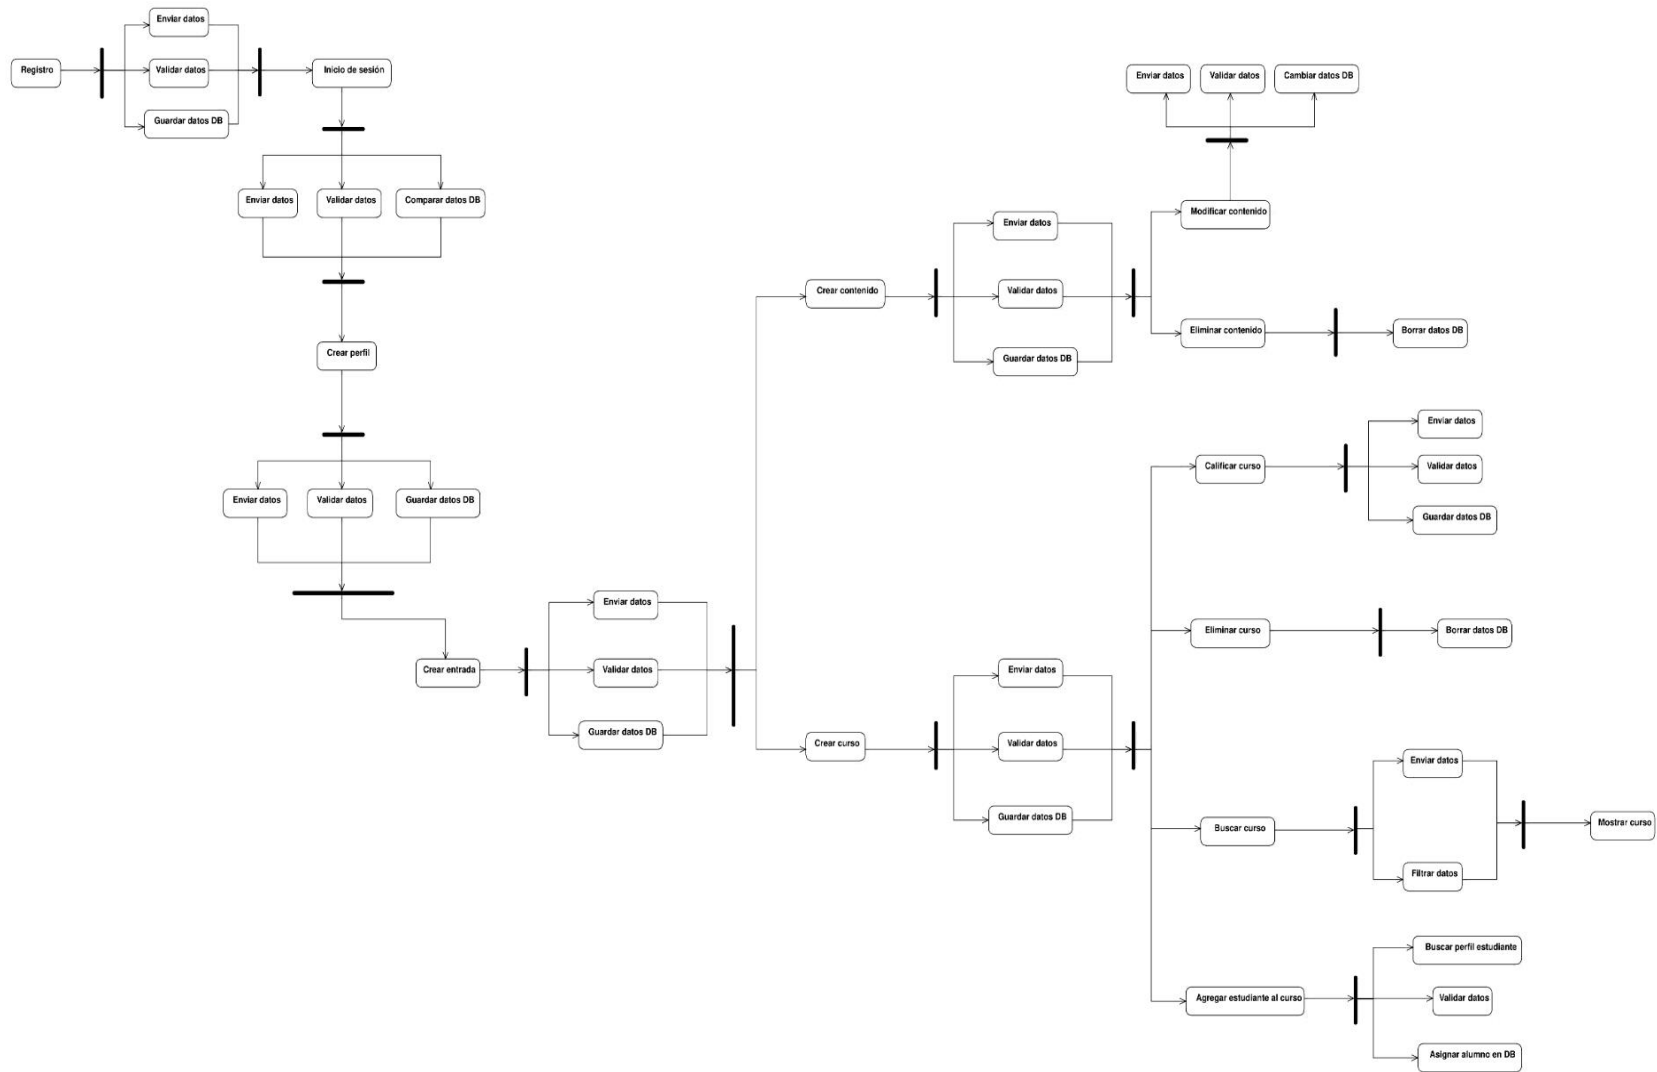 Registro
Enviar datos
Validar datos
Guardar datos DB
Inicio de sesión
Enviar datos
Validar datos
Comparar datos DB
Crear perfil
Enviar datos
Validar datos
Guardar datos DB
Crear entrada
Enviar datos
Validar datos
Guardar datos DB
Crear contenido
Enviar datos
Validar datos
Guardar datos DB
Modificar contenido
Enviar datos
Validar datos
Cambiar datos DB
Eliminar contenido
Borrar datos DB
Crear curso
Enviar datos
Validar datos
Guardar datos DB
Calificar curso
Enviar datos
Validar datos
Guardar datos DB
Eliminar curso
Borrar datos DB
Buscar curso
Enviar datos
Filtrar datos
Mostrar curso
Agregar estudiante al curso
Buscar perfil estudiante
Validar datos
Asignar alumno en DB